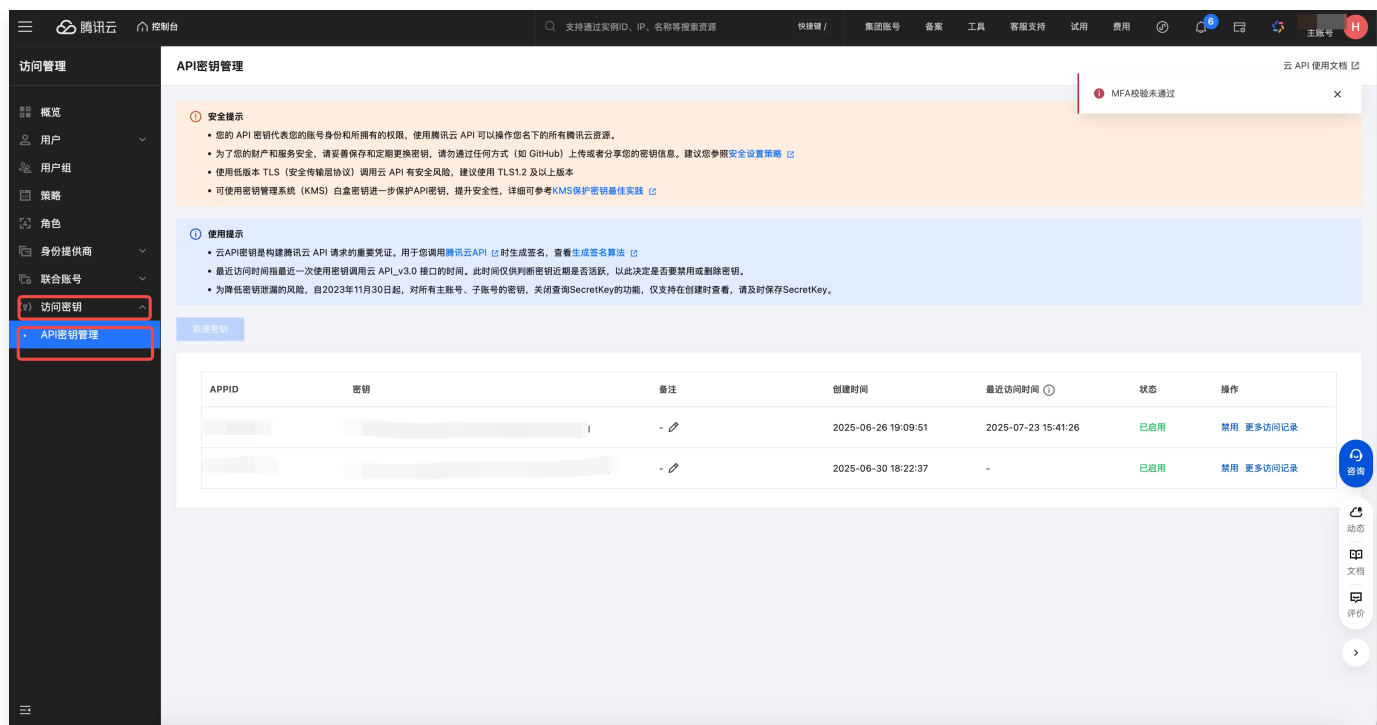 腾讯云 控制台 支持通过实例ID、IP、名称等搜索资源 快捷键 / 集团账号 备案 工具 客服支持 试用 费用 6 主账号 H
访问管理
API密钥管理
云 API 使用文档
MFA校验未通过
概览
用户
用户组
策略
角色
身份提供商
联合账号
访问密钥
API密钥管理
安全提示
• 您的 API 密钥代表您的账号身份和所拥有的权限，使用腾讯云 API 可以操作您名下的所有腾讯云资源。
• 为了您的财产和服务安全，请妥善保存和定期更换密钥，请勿通过任何方式（如 GitHub）上传或者分享您的密钥信息。建议您参照安全设置策略
• 使用低版本 TLS（安全传输层协议）调用云 API 有安全风险，建议使用 TLS1.2 及以上版本
• 可使用密钥管理系统（KMS）白盒密钥进一步保护API密钥，提升安全性，详细可参考KMS保护密钥最佳实践
使用提示
• 云API密钥是构建腾讯云 API 请求的重要凭证。用于您调用腾讯云API 时生成签名，查看生成签名算法
• 最近访问时间指最近一次使用密钥调用云 API_v3.0 接口的时间。此时间仅供判断密钥近期是否活跃，以此决定是否要禁用或删除密钥。
• 为降低密钥泄漏的风险，自2023年11月30日起，对所有主账号、子账号的密钥，关闭查询SecretKey的功能，仅支持在创建时查看，请及时保存SecretKey。
新建密钥
APPID 密钥 备注 创建时间 最近访问时间 状态 操作
- 2025-06-26 19:09:51 2025-07-23 15:41:26 已启用 禁用 更多访问记录
- 2025-06-30 18:22:37 - 已启用 禁用 更多访问记录
咨询
动态
文档
评价